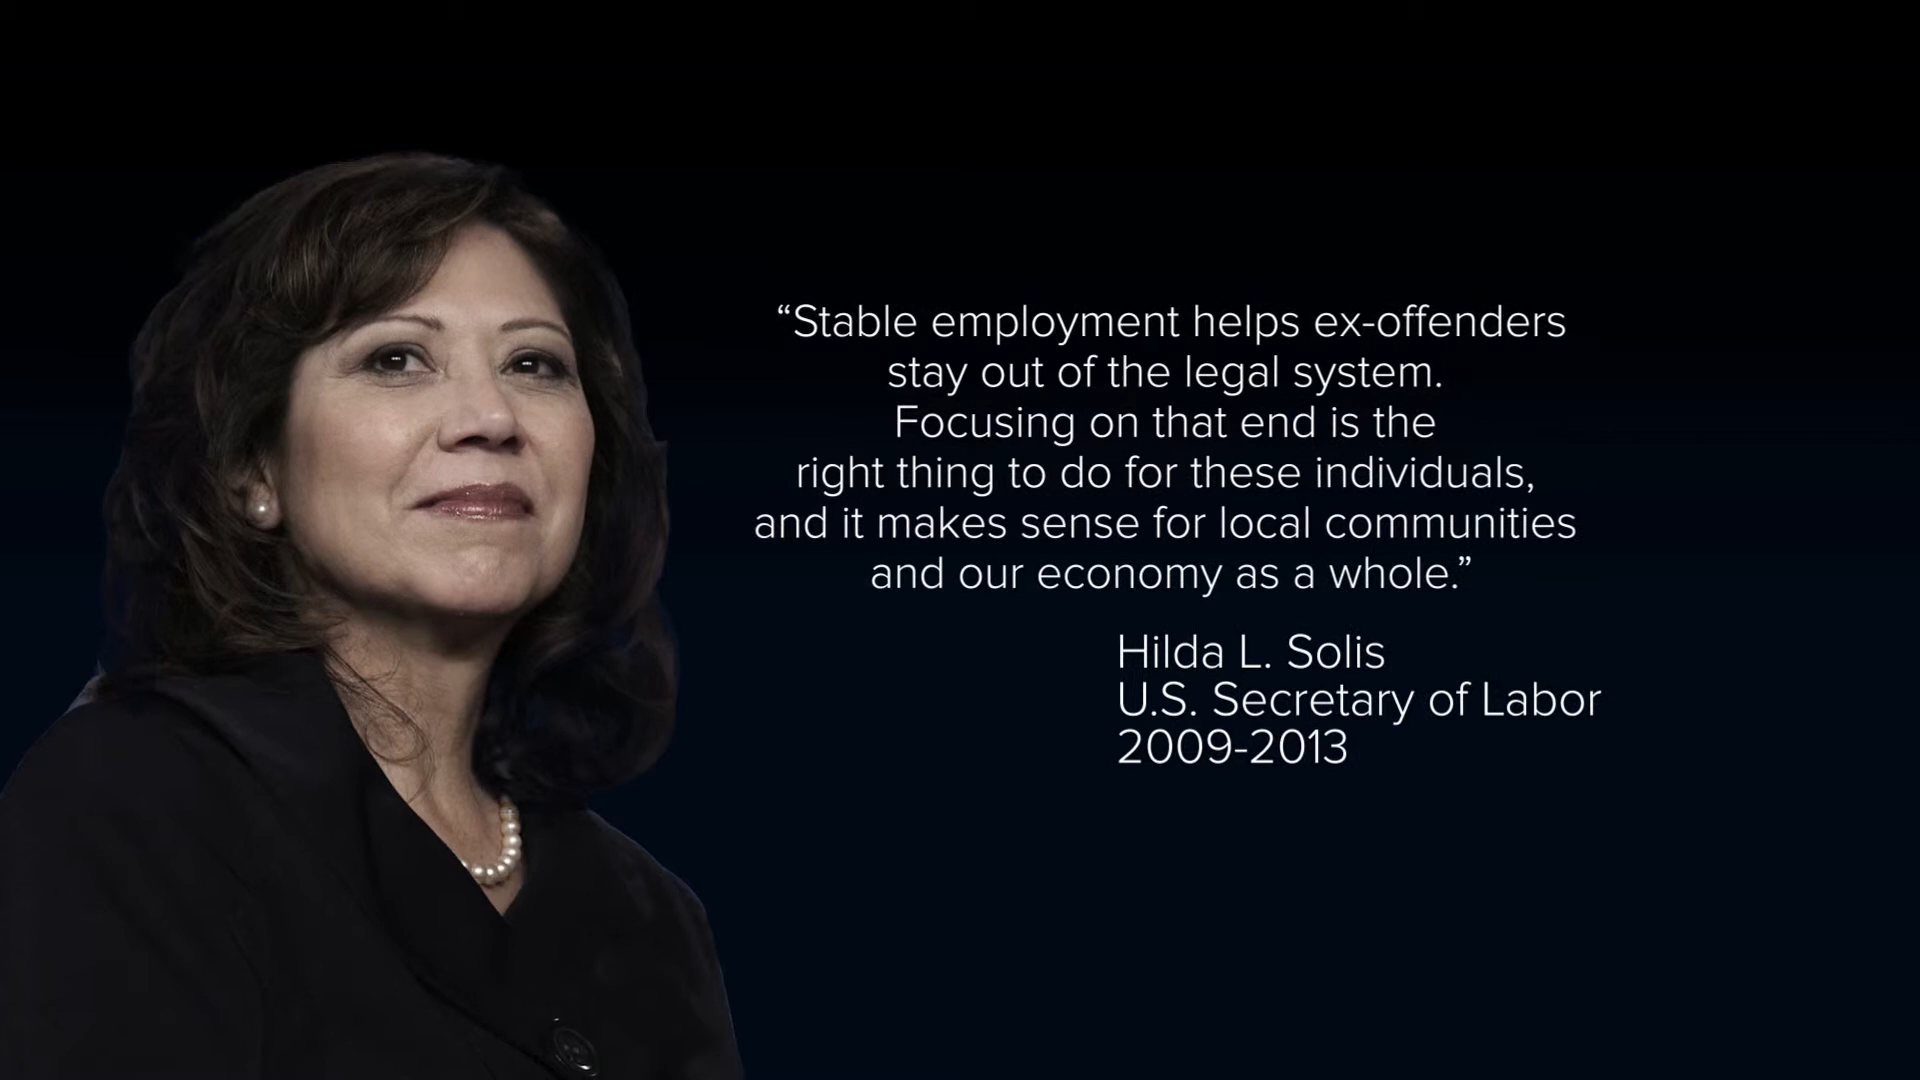 “Stable employment helps ex-offenders
stay out of the legal system.
Focusing on that end is the
right thing to do for these individuals,
and it makes sense for local communities
and our economy as a whole.”
Hilda L. Solis
U.S. Secretary of Labor
2009-2013